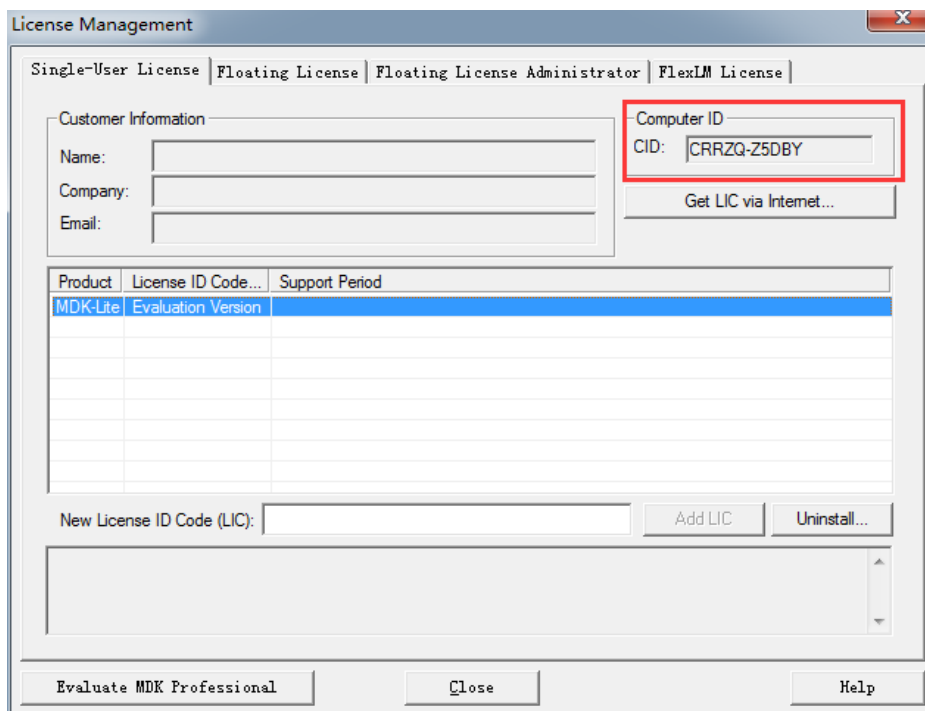 License Management
Single-User License
Floating License
Floating License Administrator
FlexLM License
Customer Information
Name:
Company:
Email:
Computer ID
CID:
CRRZQ-Z5DBY
Get LIC via Internet...
Product
License ID Code...
Support Period
MDK-Lite
Evaluation Version
New License ID Code (LIC):
Add LIC
Uninstall...
Evaluate MDK Professional
Close
Help